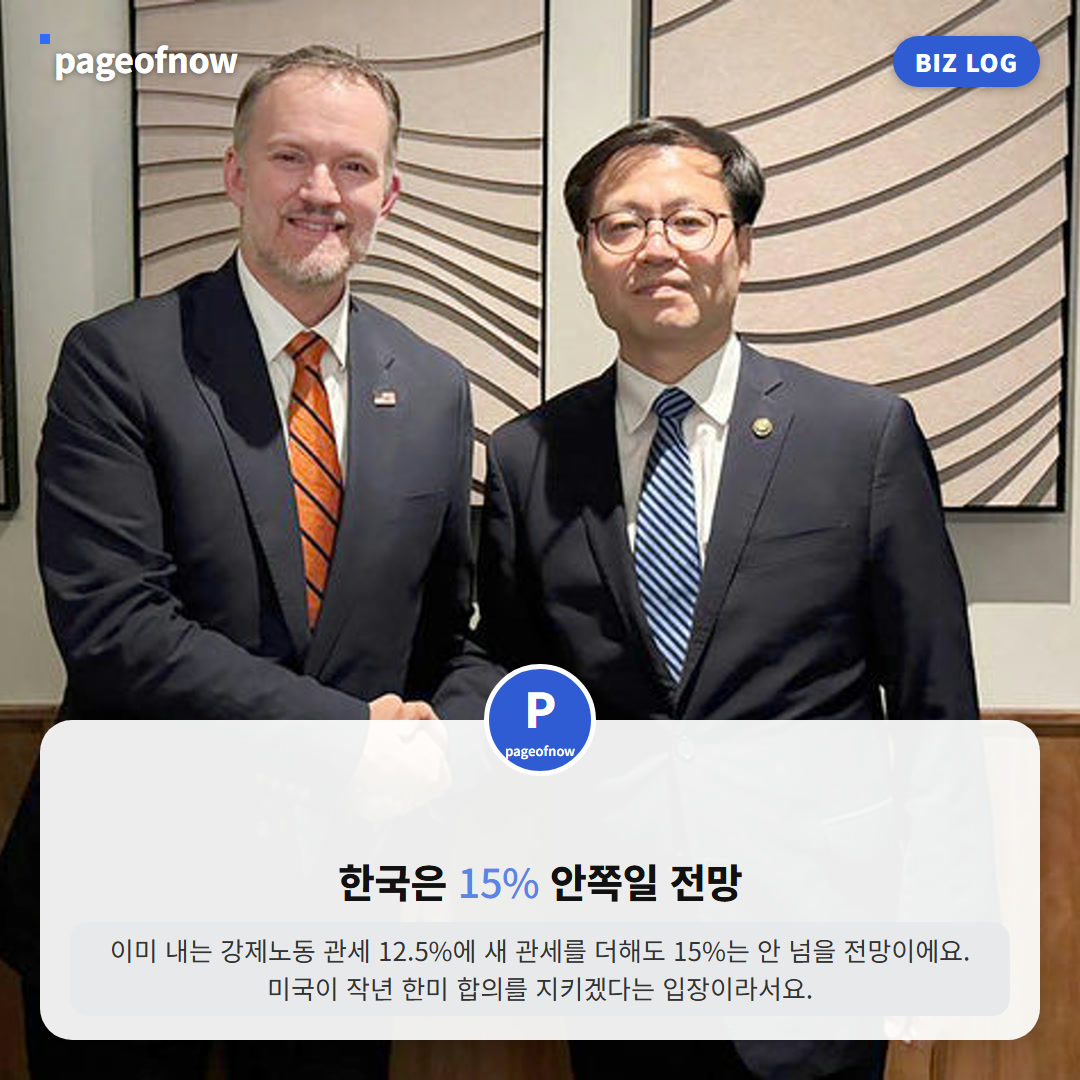 pageofnow
BIZ LOG
P
pageofnow
한국은 15% 안쪽일 전망
이미 내는 강제노동 관세 12.5%에 새 관세를 더해도 15%는 안 넘을 전망이에요.
미국이 작년 한미 합의를 지키겠다는 입장이라서요.